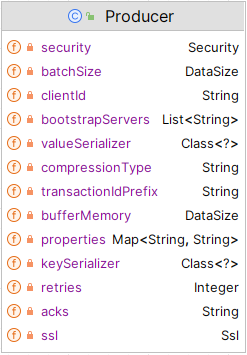 Producer
security Security
batchSize DataSize
clientId String
bootstrapServers List<String>
valueSerializer Class<?>
compressionType String
transactionIdPrefix String
bufferMemory DataSize
properties Map<String, String>
keySerializer Class<?>
retries Integer
acks String
ssl Ssl